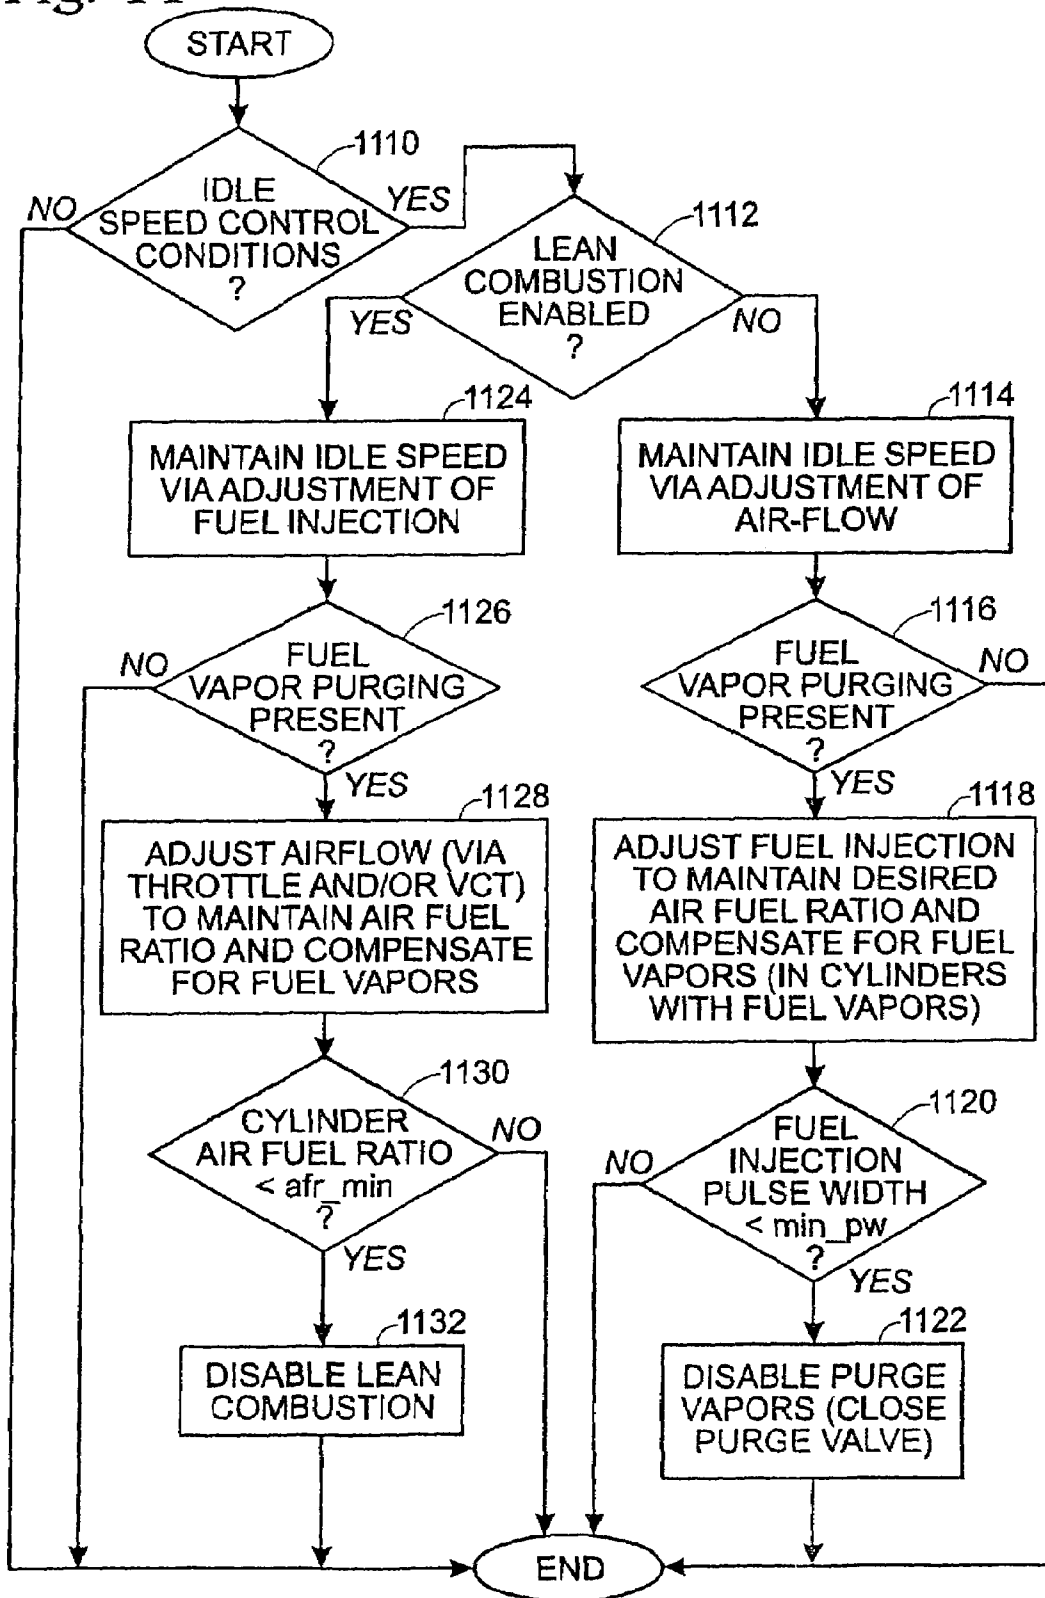 START
1110
IDLE
SPEED CONTROL
CONDITIONS
?
NO
YES
1112
LEAN
COMBUSTION
ENABLED
?
YES
NO
1124
MAINTAIN IDLE SPEED
VIA ADJUSTMENT OF
FUEL INJECTION
1114
MAINTAIN IDLE SPEED
VIA ADJUSTMENT OF
AIR-FLOW
1126
FUEL
VAPOR PURGING
PRESENT
?
NO
YES
1116
FUEL
VAPOR PURGING
PRESENT
?
NO
YES
1128
ADJUST AIRFLOW (VIA
THROTTLE AND/OR VCT)
TO MAINTAIN AIR FUEL
RATIO AND COMPENSATE
FOR FUEL VAPORS
1118
ADJUST FUEL INJECTION
TO MAINTAIN DESIRED
AIR FUEL RATIO AND
COMPENSATE FOR FUEL
VAPORS (IN CYLINDERS
WITH FUEL VAPORS)
1130
CYLINDER
AIR FUEL RATIO
< afr_min
?
NO
YES
1120
FUEL
INJECTION
PULSE WIDTH
< min_pw
?
NO
YES
1132
DISABLE LEAN
COMBUSTION
1122
DISABLE PURGE
VAPORS (CLOSE
PURGE VALVE)
END